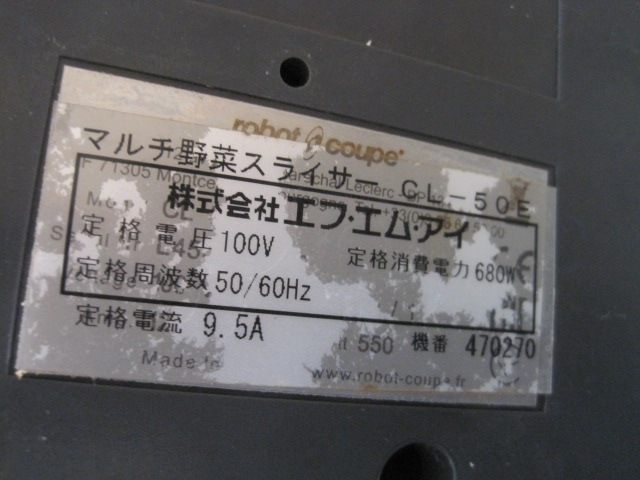 robot coupe
マルチ野菜スライサー CL-50E
F 71305 Montce
株式会社エフ・エム・アイ
定格電圧 100V 定格消費電力 680W
定格周波数 50/60Hz
定格電流 9.5A
550 機番 470270
Made
www.robot-coupe.fr